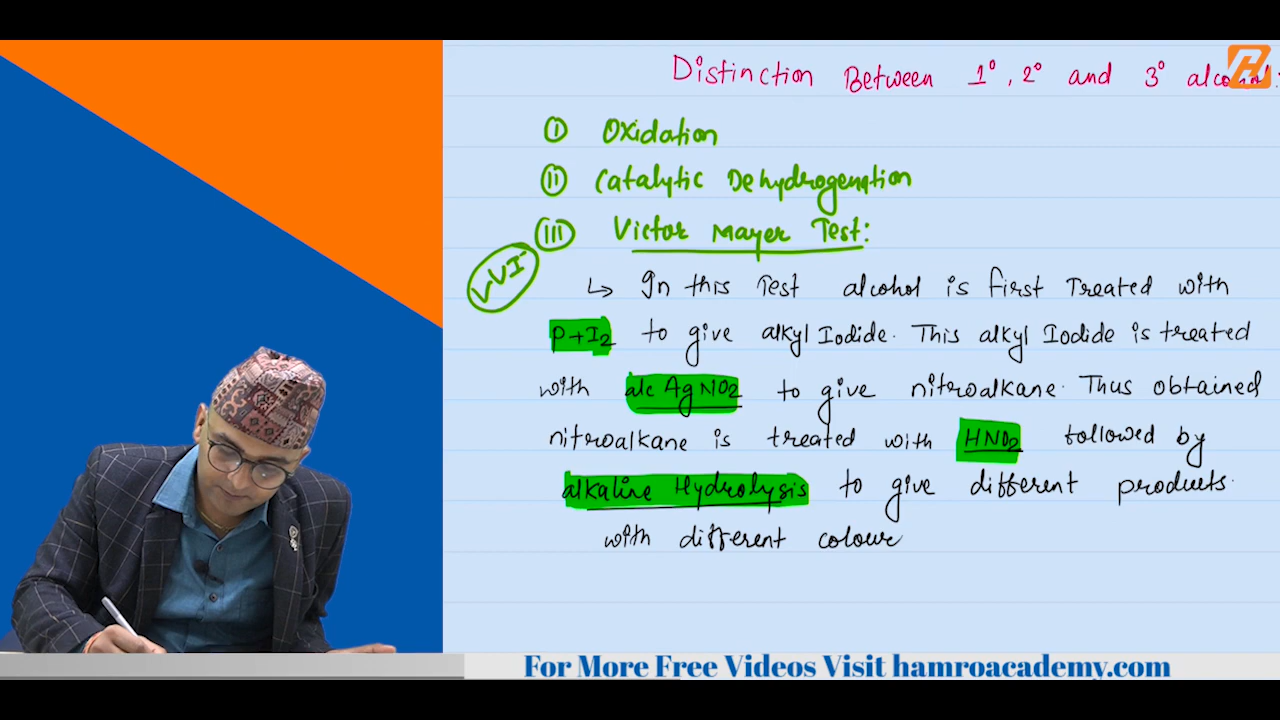 Distinction Between 1°, 2° and 3° alcohol:
(i) Oxidation
(ii) Catalytic Dehydrogenation
(iii) Victor Mayer Test:
VVI
↳ In this Test alcohol is first Treated with
P+I2 to give alkyl Iodide. This alkyl Iodide is treated
with alc AgNO2 to give nitroalkane. Thus obtained
nitroalkane is treated with HNO2 followed by
alkaline Hydrolysis to give different products.
with different colour
For More Free Videos Visit hamroacademy.com